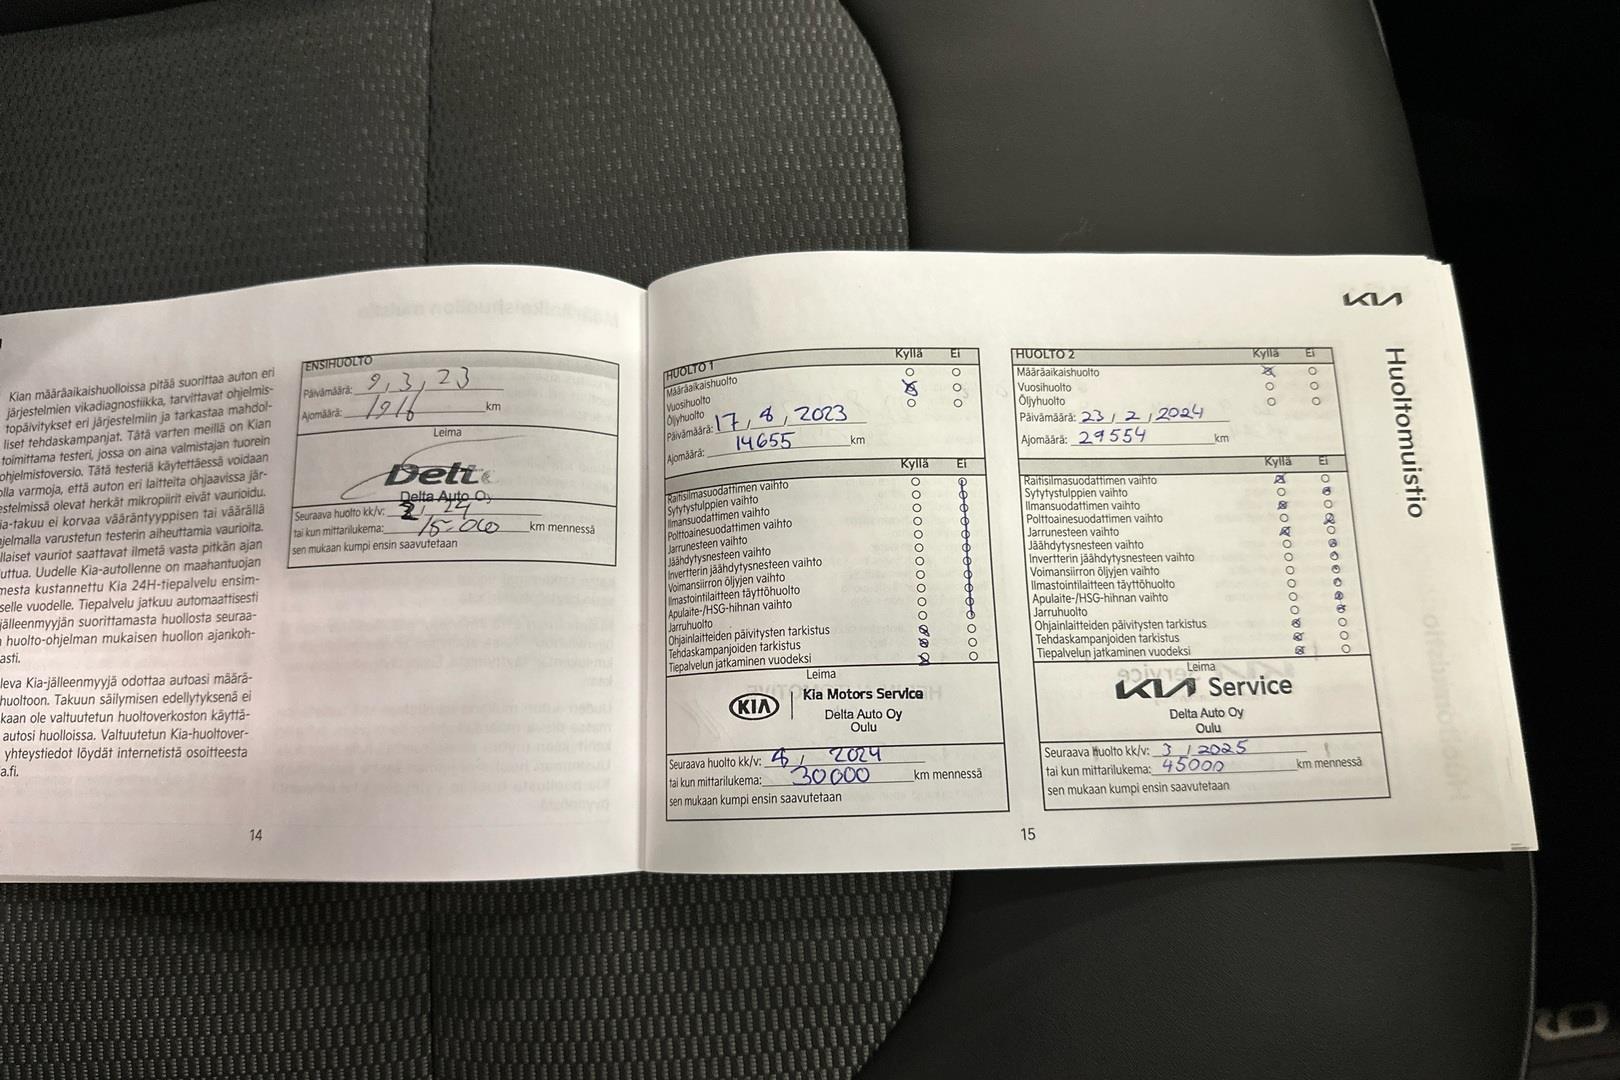 Kian määräaikaishuolloissa pitää suorittaa auton eri
järjestelmien vikadiagnostiikka, tarvittavat ohjelmis-
topäivitykset eri järjestelmiin ja tarkastaa mahdol-
liset tehdaskampanjat. Tätä varten meillä on Kian
toimittama testeri, jossa on aina valmistajan tuorein
ohjelmistoversio. Tätä testeriä käytettäessä voidaan
olla varmoja, että auton eri laitteita ohjaavissa jär-
estelmissä olevat herkät mikropiirit eivät vaurioidu.
ia-takuu ei korvaa vääräntyyppisen tai väärällä
hjelmalla varustetun testerin aiheuttamia vaurioita.
llaiset vauriot saattavat ilmetä vasta pitkän ajan
uttua. Uudelle Kia-autollenne on maahantuojan
mesta kustannettu Kia 24H-tiepalvelu ensim-
selle vuodelle. Tiepalvelu jatkuu automaattisesti
jälleenmyyjän suorittamasta huollosta seuraa-
n huolto-ohjelman mukaisen huollon ajankoh-
asti.
leva Kia-jälleenmyyjä odottaa autoasi määrä-
huoltoon. Takuun säilymisen edellytyksenä ei
kaan ole valtuutetun huoltoverkoston käyttä-
autosi huolloissa. Valtuutetun Kia-huoltover-
yhteystiedot löydät internetistä osoitteesta
a.fi.
14
ENSIHUOLTO
Päivämäärä: 9, 3, 23
Ajomäärä: 1916 km
Leima
Delta
Delta Auto Oy
Seuraava huolto kk/v: / 24
tai kun mittarilukema: 15000 km mennessä
sen mukaan kumpi ensin saavutetaan
KIA
Huoltomuistio
HUOLTO 1 Kyllä Ei
Määräaikaishuolto
Vuosihuolto
Öljyhuolto
Päivämäärä: 17, 8, 2023
Ajomäärä: 14655 km
Kyllä Ei
Raitisilmasuodattimen vaihto
Sytytystulppien vaihto
Ilmansuodattimen vaihto
Polttoainesuodattimen vaihto
Jarrunesteen vaihto
Jäähdytysnesteen vaihto
Invertterin jäähdytysnesteen vaihto
Voimansiirron öljyjen vaihto
Ilmastointilaitteen täyttöhuolto
Apulaite-/HSG-hihnan vaihto
Jarruhuolto
Ohjainlaitteiden päivitysten tarkistus
Tehdaskampanjoiden tarkistus
Tiepalvelun jatkaminen vuodeksi
Leima
KIA Kia Motors Service
Delta Auto Oy
Oulu
Seuraava huolto kk/v: 8, 2024
tai kun mittarilukema: 30000 km mennessä
sen mukaan kumpi ensin saavutetaan
HUOLTO 2 Kyllä Ei
Määräaikaishuolto
Vuosihuolto
Öljyhuolto
Päivämäärä: 23, 2, 2024
Ajomäärä: 29554 km
Kyllä Ei
Raitisilmasuodattimen vaihto
Sytytystulppien vaihto
Ilmansuodattimen vaihto
Polttoainesuodattimen vaihto
Jarrunesteen vaihto
Jäähdytysnesteen vaihto
Invertterin jäähdytysnesteen vaihto
Voimansiirron öljyjen vaihto
Ilmastointilaitteen täyttöhuolto
Apulaite-/HSG-hihnan vaihto
Jarruhuolto
Ohjainlaitteiden päivitysten tarkistus
Tehdaskampanjoiden tarkistus
Tiepalvelun jatkaminen vuodeksi
Leima
KIA Service
Delta Auto Oy
Oulu
Seuraava huolto kk/v: 3 / 2025
tai kun mittarilukema: 45000 km mennessä
sen mukaan kumpi ensin saavutetaan
15